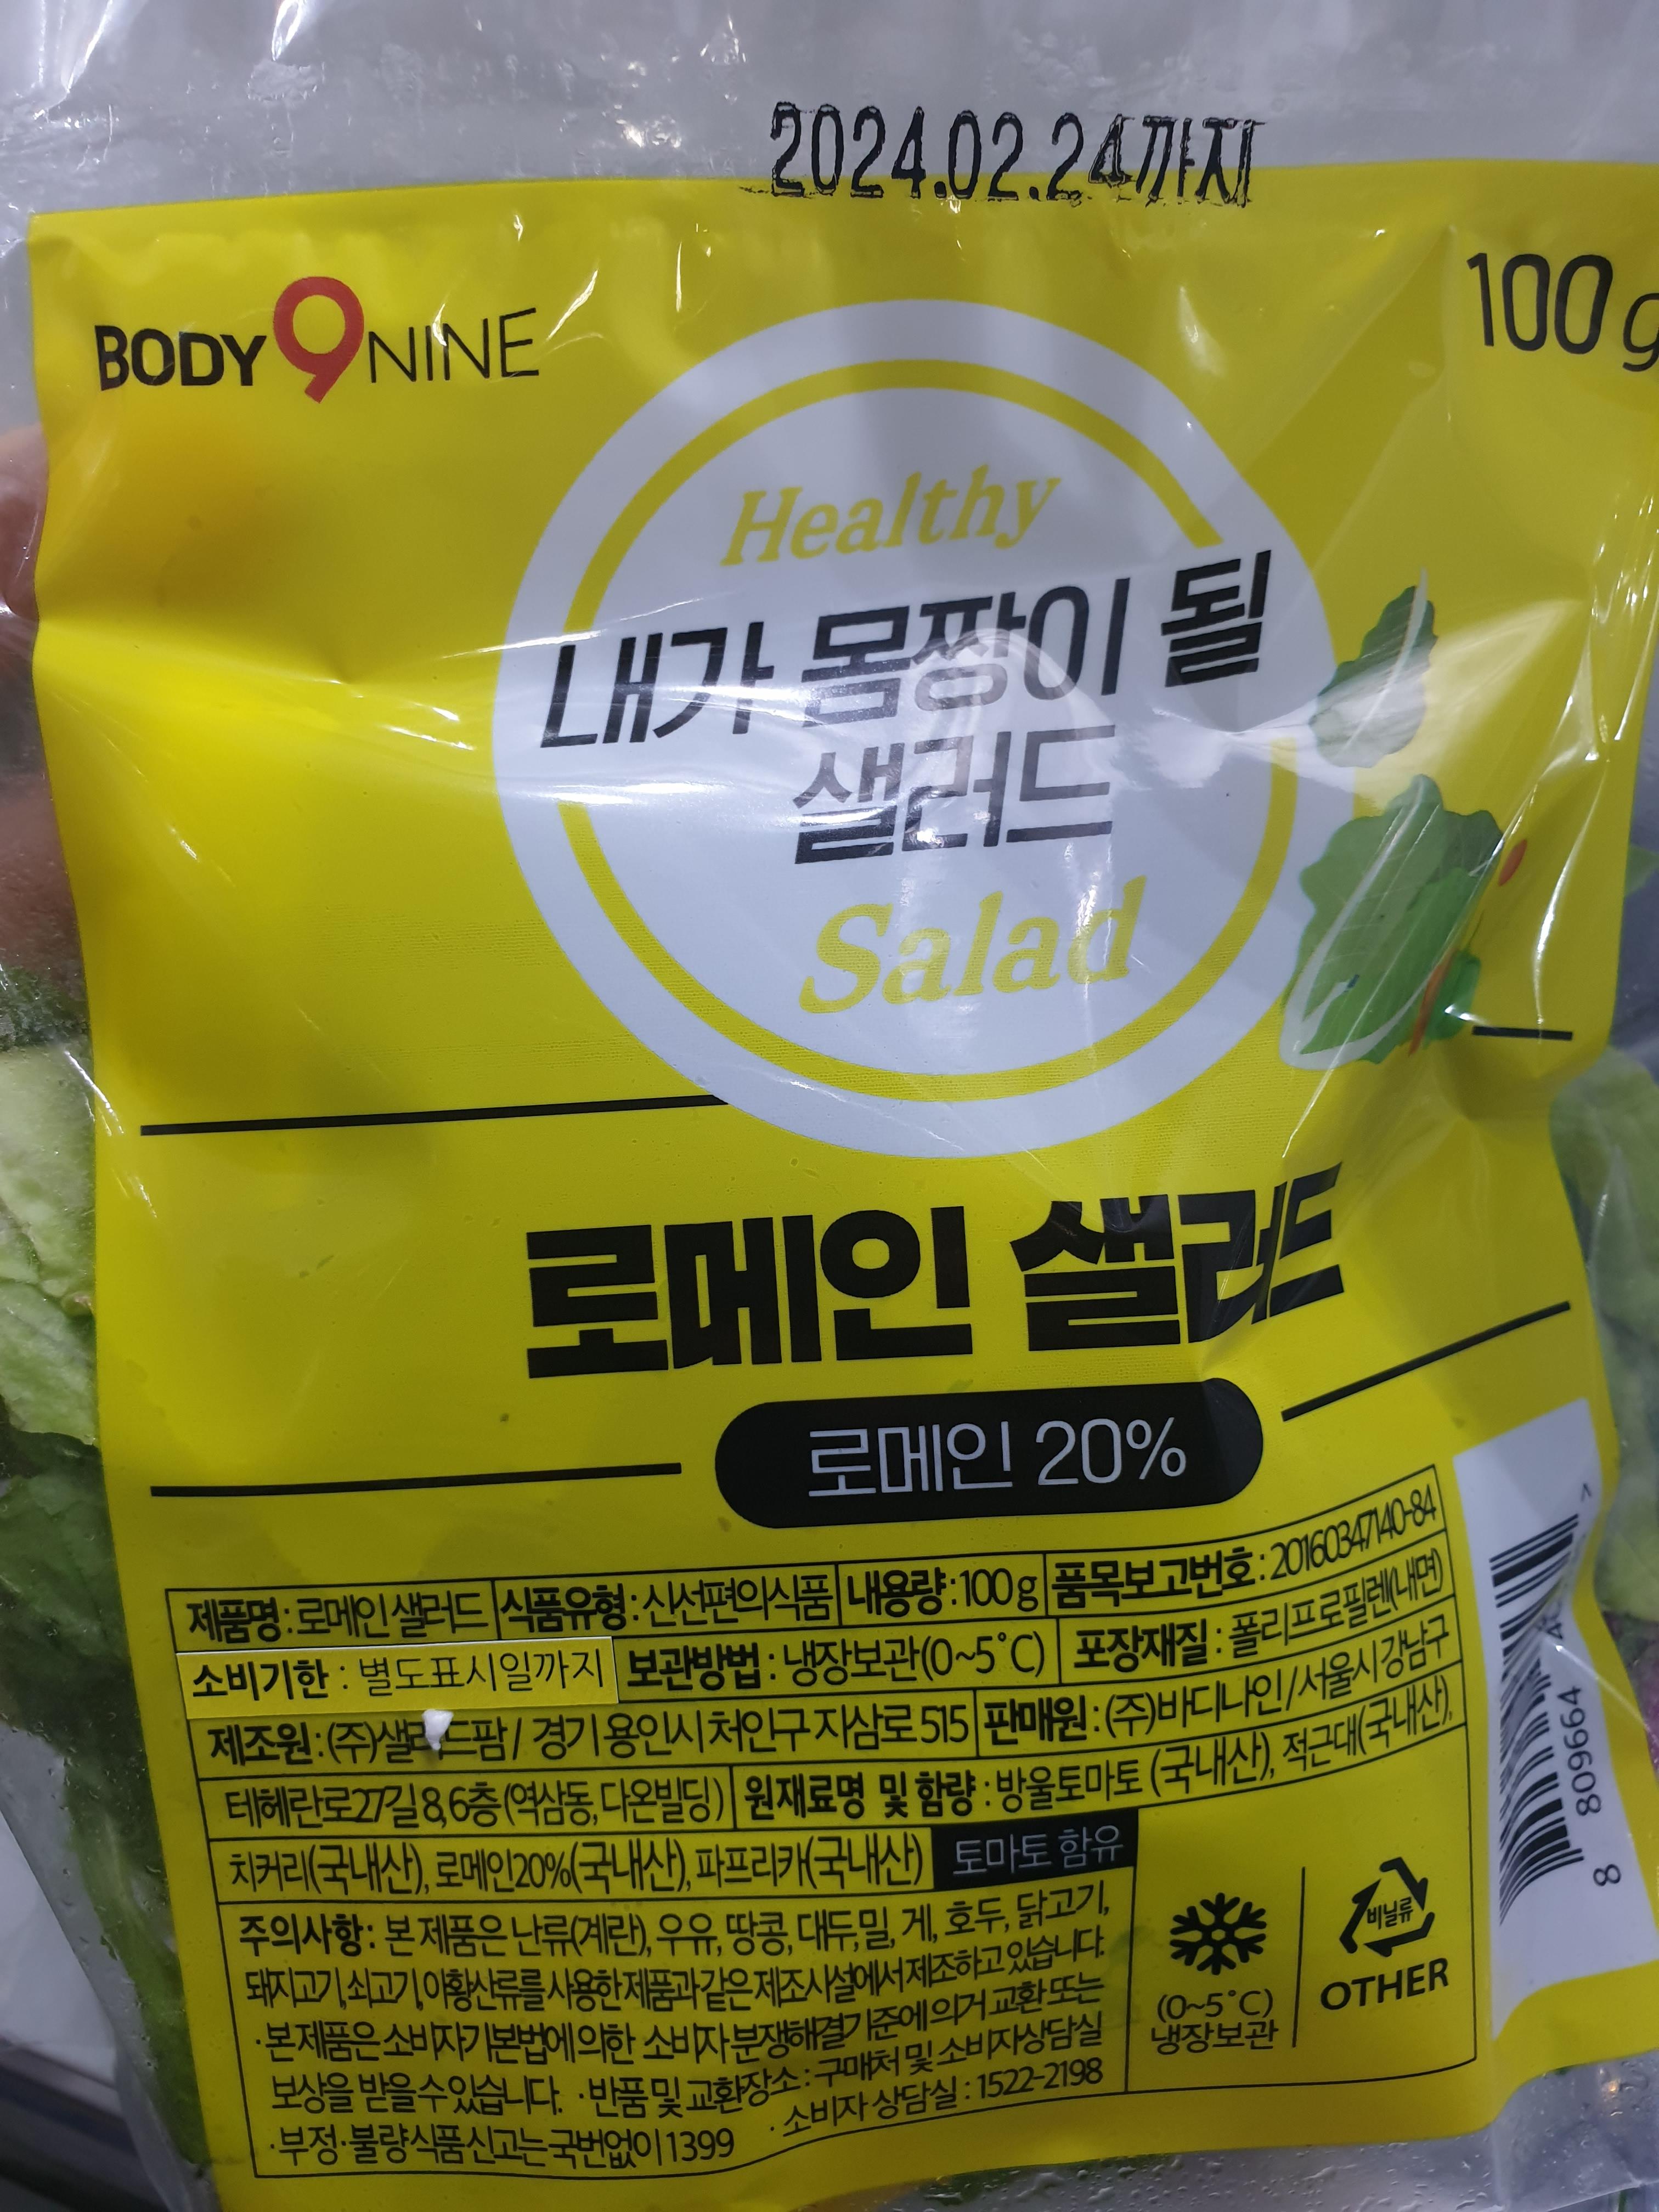 2024.02.24까지
BODY 9 NINE
100 g
Healthy
내가 몸짱이 될
샐러드
Salad
로메인 샐러드
로메인 20%
제품명 : 로메인 샐러드 식품유형 : 신선편의식품 내용량 : 100g 품목보고번호 : 20160347140-84
소비기한 : 별도표시일까지 보관방법 : 냉장보관(0~5˚C) 포장재질 : 폴리프로필렌(내면)
제조원 : (주)샐러드팜 / 경기 용인시 처인구 지삼로 515 판매원 : (주)바디나인 / 서울시 강남구
테헤란로27길 8, 6층 (역삼동, 다온빌딩) 원재료명 및 함량 : 방울토마토 (국내산), 적근대(국내산),
치커리(국내산), 로메인20%(국내산), 파프리카(국내산) 토마토 함유
주의사항 : 본 제품은 난류(계란), 우유, 땅콩, 대두, 밀, 게, 호두, 닭고기,
돼지고기, 쇠고기, 아황산류를 사용한 제품과 같은 제조시설에서 제조하고 있습니다.
·본 제품은 소비자기본법에 의한 소비자 분쟁해결기준에 의거 교환 또는
보상을 받을 수 있습니다. ·반품 및 교환장소 : 구매처 및 소비자상담실
·부정·불량식품신고는 국번없이 1399 ·소비자 상담실 : 1522-2198
(0~5˚C)
냉장보관
비닐류
OTHER
8 809664